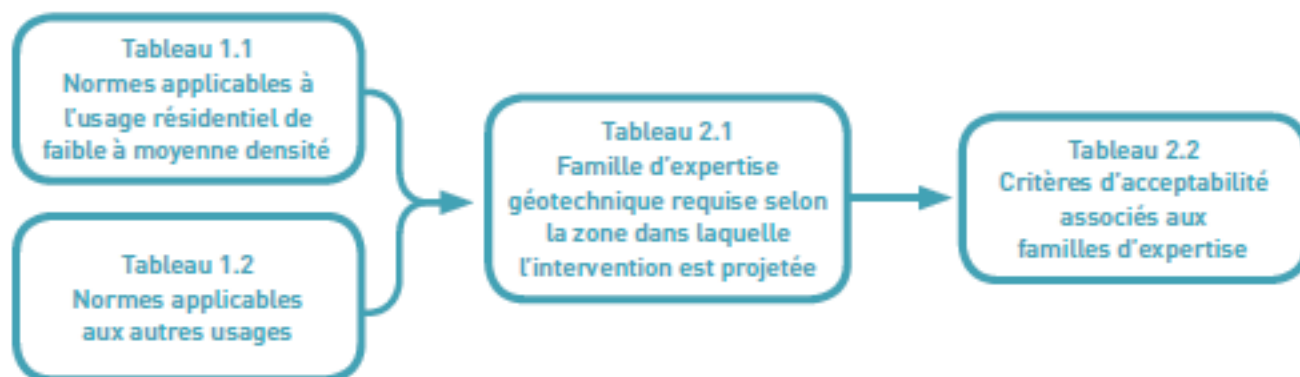 Tableau 1.1
Normes applicables à
l'usage résidentiel de
faible à moyenne densité
Tableau 1.2
Normes applicables
aux autres usages
Tableau 2.1
Famille d'expertise
géotechnique requise selon
la zone dans laquelle
l'intervention est projetée
Tableau 2.2
Critères d'acceptabilité
associés aux
familles d'expertise